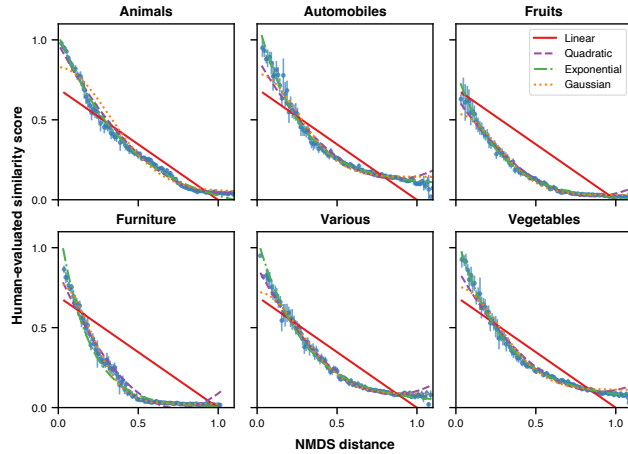 Animals
Automobiles
Fruits
Linear
Quadratic
Exponential
Gaussian
1.0
0.5
0.0
Human-evaluated similarity score
Furniture
Various
Vegetables
1.0
0.5
0.0
0.0 0.5 1.0
0.0 0.5 1.0
0.0 0.5 1.0
NMDS distance